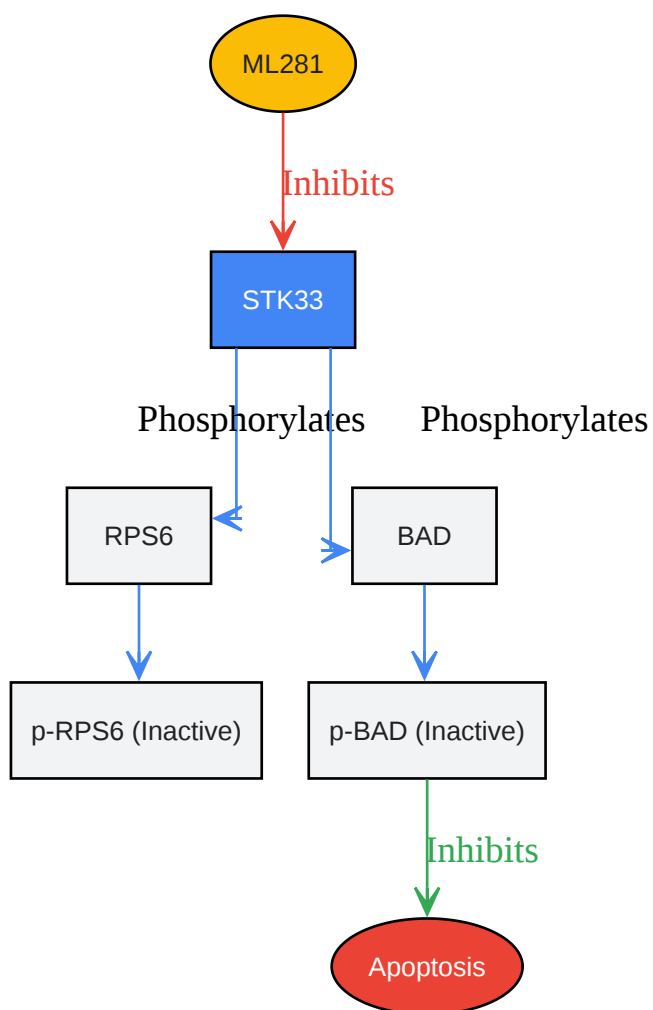 ML281
Inhibits
STK33
Phosphorylates Phosphorylates
RPS6 BAD
p-RPS6 (Inactive) p-BAD (Inactive)
Inhibits
Apoptosis